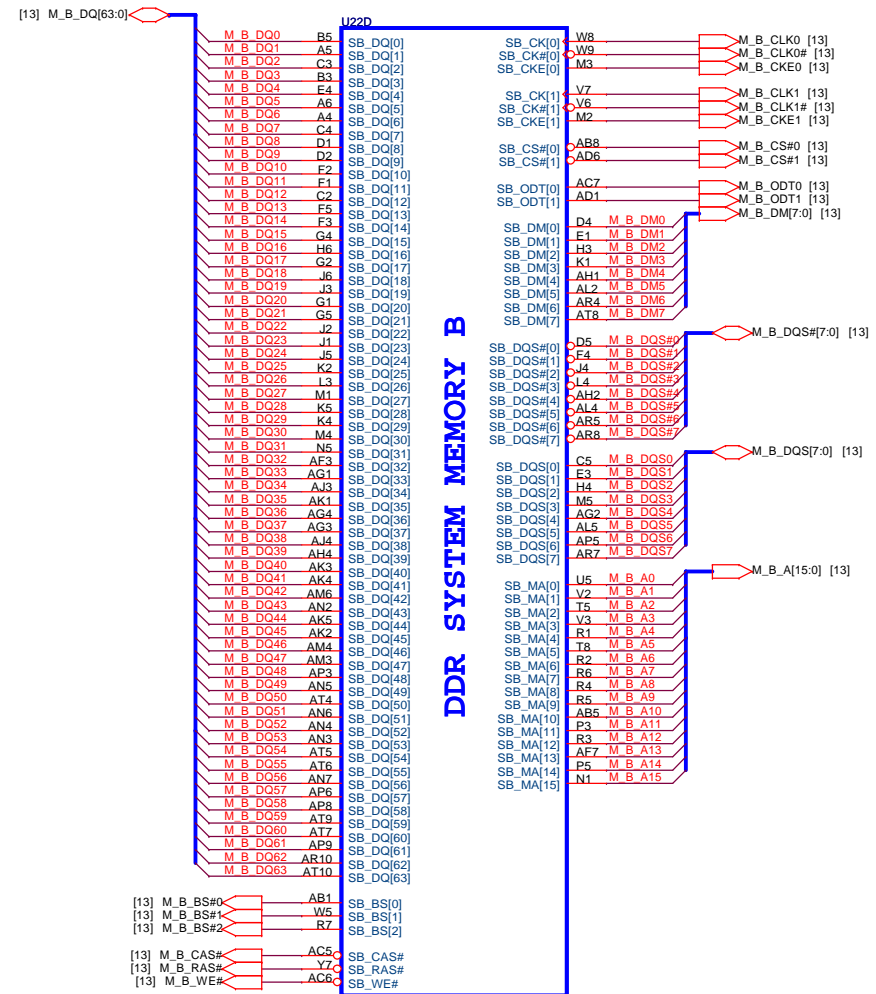 [13] M_B_DQ[63:0]
U22D
M_B_DQ0 B5 SB_DQ[0]
M_B_DQ1 A5 SB_DQ[1]
M_B_DQ2 C3 SB_DQ[2]
M_B_DQ3 B3 SB_DQ[3]
M_B_DQ4 E4 SB_DQ[4]
M_B_DQ5 A6 SB_DQ[5]
M_B_DQ6 A4 SB_DQ[6]
M_B_DQ7 C4 SB_DQ[7]
M_B_DQ8 D1 SB_DQ[8]
M_B_DQ9 D2 SB_DQ[9]
M_B_DQ10 F2 SB_DQ[10]
M_B_DQ11 F1 SB_DQ[11]
M_B_DQ12 C2 SB_DQ[12]
M_B_DQ13 F5 SB_DQ[13]
M_B_DQ14 F3 SB_DQ[14]
M_B_DQ15 G4 SB_DQ[15]
M_B_DQ16 H6 SB_DQ[16]
M_B_DQ17 G2 SB_DQ[17]
M_B_DQ18 J6 SB_DQ[18]
M_B_DQ19 J3 SB_DQ[19]
M_B_DQ20 G1 SB_DQ[20]
M_B_DQ21 G5 SB_DQ[21]
M_B_DQ22 J2 SB_DQ[22]
M_B_DQ23 J1 SB_DQ[23]
M_B_DQ24 J5 SB_DQ[24]
M_B_DQ25 K2 SB_DQ[25]
M_B_DQ26 L3 SB_DQ[26]
M_B_DQ27 M1 SB_DQ[27]
M_B_DQ28 K5 SB_DQ[28]
M_B_DQ29 K4 SB_DQ[29]
M_B_DQ30 M4 SB_DQ[30]
M_B_DQ31 N5 SB_DQ[31]
M_B_DQ32 AF3 SB_DQ[32]
M_B_DQ33 AG1 SB_DQ[33]
M_B_DQ34 AJ3 SB_DQ[34]
M_B_DQ35 AK1 SB_DQ[35]
M_B_DQ36 AG4 SB_DQ[36]
M_B_DQ37 AG3 SB_DQ[37]
M_B_DQ38 AJ4 SB_DQ[38]
M_B_DQ39 AH4 SB_DQ[39]
M_B_DQ40 AK3 SB_DQ[40]
M_B_DQ41 AK4 SB_DQ[41]
M_B_DQ42 AM6 SB_DQ[42]
M_B_DQ43 AN2 SB_DQ[43]
M_B_DQ44 AK5 SB_DQ[44]
M_B_DQ45 AK2 SB_DQ[45]
M_B_DQ46 AM4 SB_DQ[46]
M_B_DQ47 AM3 SB_DQ[47]
M_B_DQ48 AP3 SB_DQ[48]
M_B_DQ49 AN5 SB_DQ[49]
M_B_DQ50 AT4 SB_DQ[50]
M_B_DQ51 AN6 SB_DQ[51]
M_B_DQ52 AN4 SB_DQ[52]
M_B_DQ53 AN3 SB_DQ[53]
M_B_DQ54 AT5 SB_DQ[54]
M_B_DQ55 AT6 SB_DQ[55]
M_B_DQ56 AN7 SB_DQ[56]
M_B_DQ57 AP6 SB_DQ[57]
M_B_DQ58 AP8 SB_DQ[58]
M_B_DQ59 AT9 SB_DQ[59]
M_B_DQ60 AT7 SB_DQ[60]
M_B_DQ61 AP9 SB_DQ[61]
M_B_DQ62 AR10 SB_DQ[62]
M_B_DQ63 AT10 SB_DQ[63]
[13] M_B_BS#0 AB1 SB_BS[0]
[13] M_B_BS#1 W5 SB_BS[1]
[13] M_B_BS#2 R7 SB_BS[2]
[13] M_B_CAS# AC5 SB_CAS#
[13] M_B_RAS# Y7 SB_RAS#
[13] M_B_WE# AC6 SB_WE#
DDR SYSTEM MEMORY B
SB_CK[0] W8 M_B_CLK0 [13]
SB_CK#[0] W9 M_B_CLK0# [13]
SB_CKE[0] M3 M_B_CKE0 [13]
SB_CK[1] V7 M_B_CLK1 [13]
SB_CK#[1] V6 M_B_CLK1# [13]
SB_CKE[1] M2 M_B_CKE1 [13]
SB_CS#[0] AB8 M_B_CS#0 [13]
SB_CS#[1] AD6 M_B_CS#1 [13]
SB_ODT[0] AC7 M_B_ODT0 [13]
SB_ODT[1] AD1 M_B_ODT1 [13]
M_B_DM[7:0] [13]
SB_DM[0] D4 M_B_DM0
SB_DM[1] E1 M_B_DM1
SB_DM[2] H3 M_B_DM2
SB_DM[3] K1 M_B_DM3
SB_DM[4] AH1 M_B_DM4
SB_DM[5] AL2 M_B_DM5
SB_DM[6] AR4 M_B_DM6
SB_DM[7] AT8 M_B_DM7
M_B_DQS#[7:0] [13]
SB_DQS#[0] D5 M_B_DQS#0
SB_DQS#[1] F4 M_B_DQS#1
SB_DQS#[2] J4 M_B_DQS#2
SB_DQS#[3] L4 M_B_DQS#3
SB_DQS#[4] AH2 M_B_DQS#4
SB_DQS#[5] AL4 M_B_DQS#5
SB_DQS#[6] AR5 M_B_DQS#6
SB_DQS#[7] AR8 M_B_DQS#7
M_B_DQS[7:0] [13]
SB_DQS[0] C5 M_B_DQS0
SB_DQS[1] E3 M_B_DQS1
SB_DQS[2] H4 M_B_DQS2
SB_DQS[3] M5 M_B_DQS3
SB_DQS[4] AG2 M_B_DQS4
SB_DQS[5] AL5 M_B_DQS5
SB_DQS[6] AP5 M_B_DQS6
SB_DQS[7] AR7 M_B_DQS7
M_B_A[15:0] [13]
SB_MA[0] U5 M_B_A0
SB_MA[1] V2 M_B_A1
SB_MA[2] T5 M_B_A2
SB_MA[3] V3 M_B_A3
SB_MA[4] R1 M_B_A4
SB_MA[5] T8 M_B_A5
SB_MA[6] R2 M_B_A6
SB_MA[7] R6 M_B_A7
SB_MA[8] R4 M_B_A8
SB_MA[9] R5 M_B_A9
SB_MA[10] AB5 M_B_A10
SB_MA[11] P3 M_B_A11
SB_MA[12] R3 M_B_A12
SB_MA[13] AF7 M_B_A13
SB_MA[14] P5 M_B_A14
SB_MA[15] N1 M_B_A15